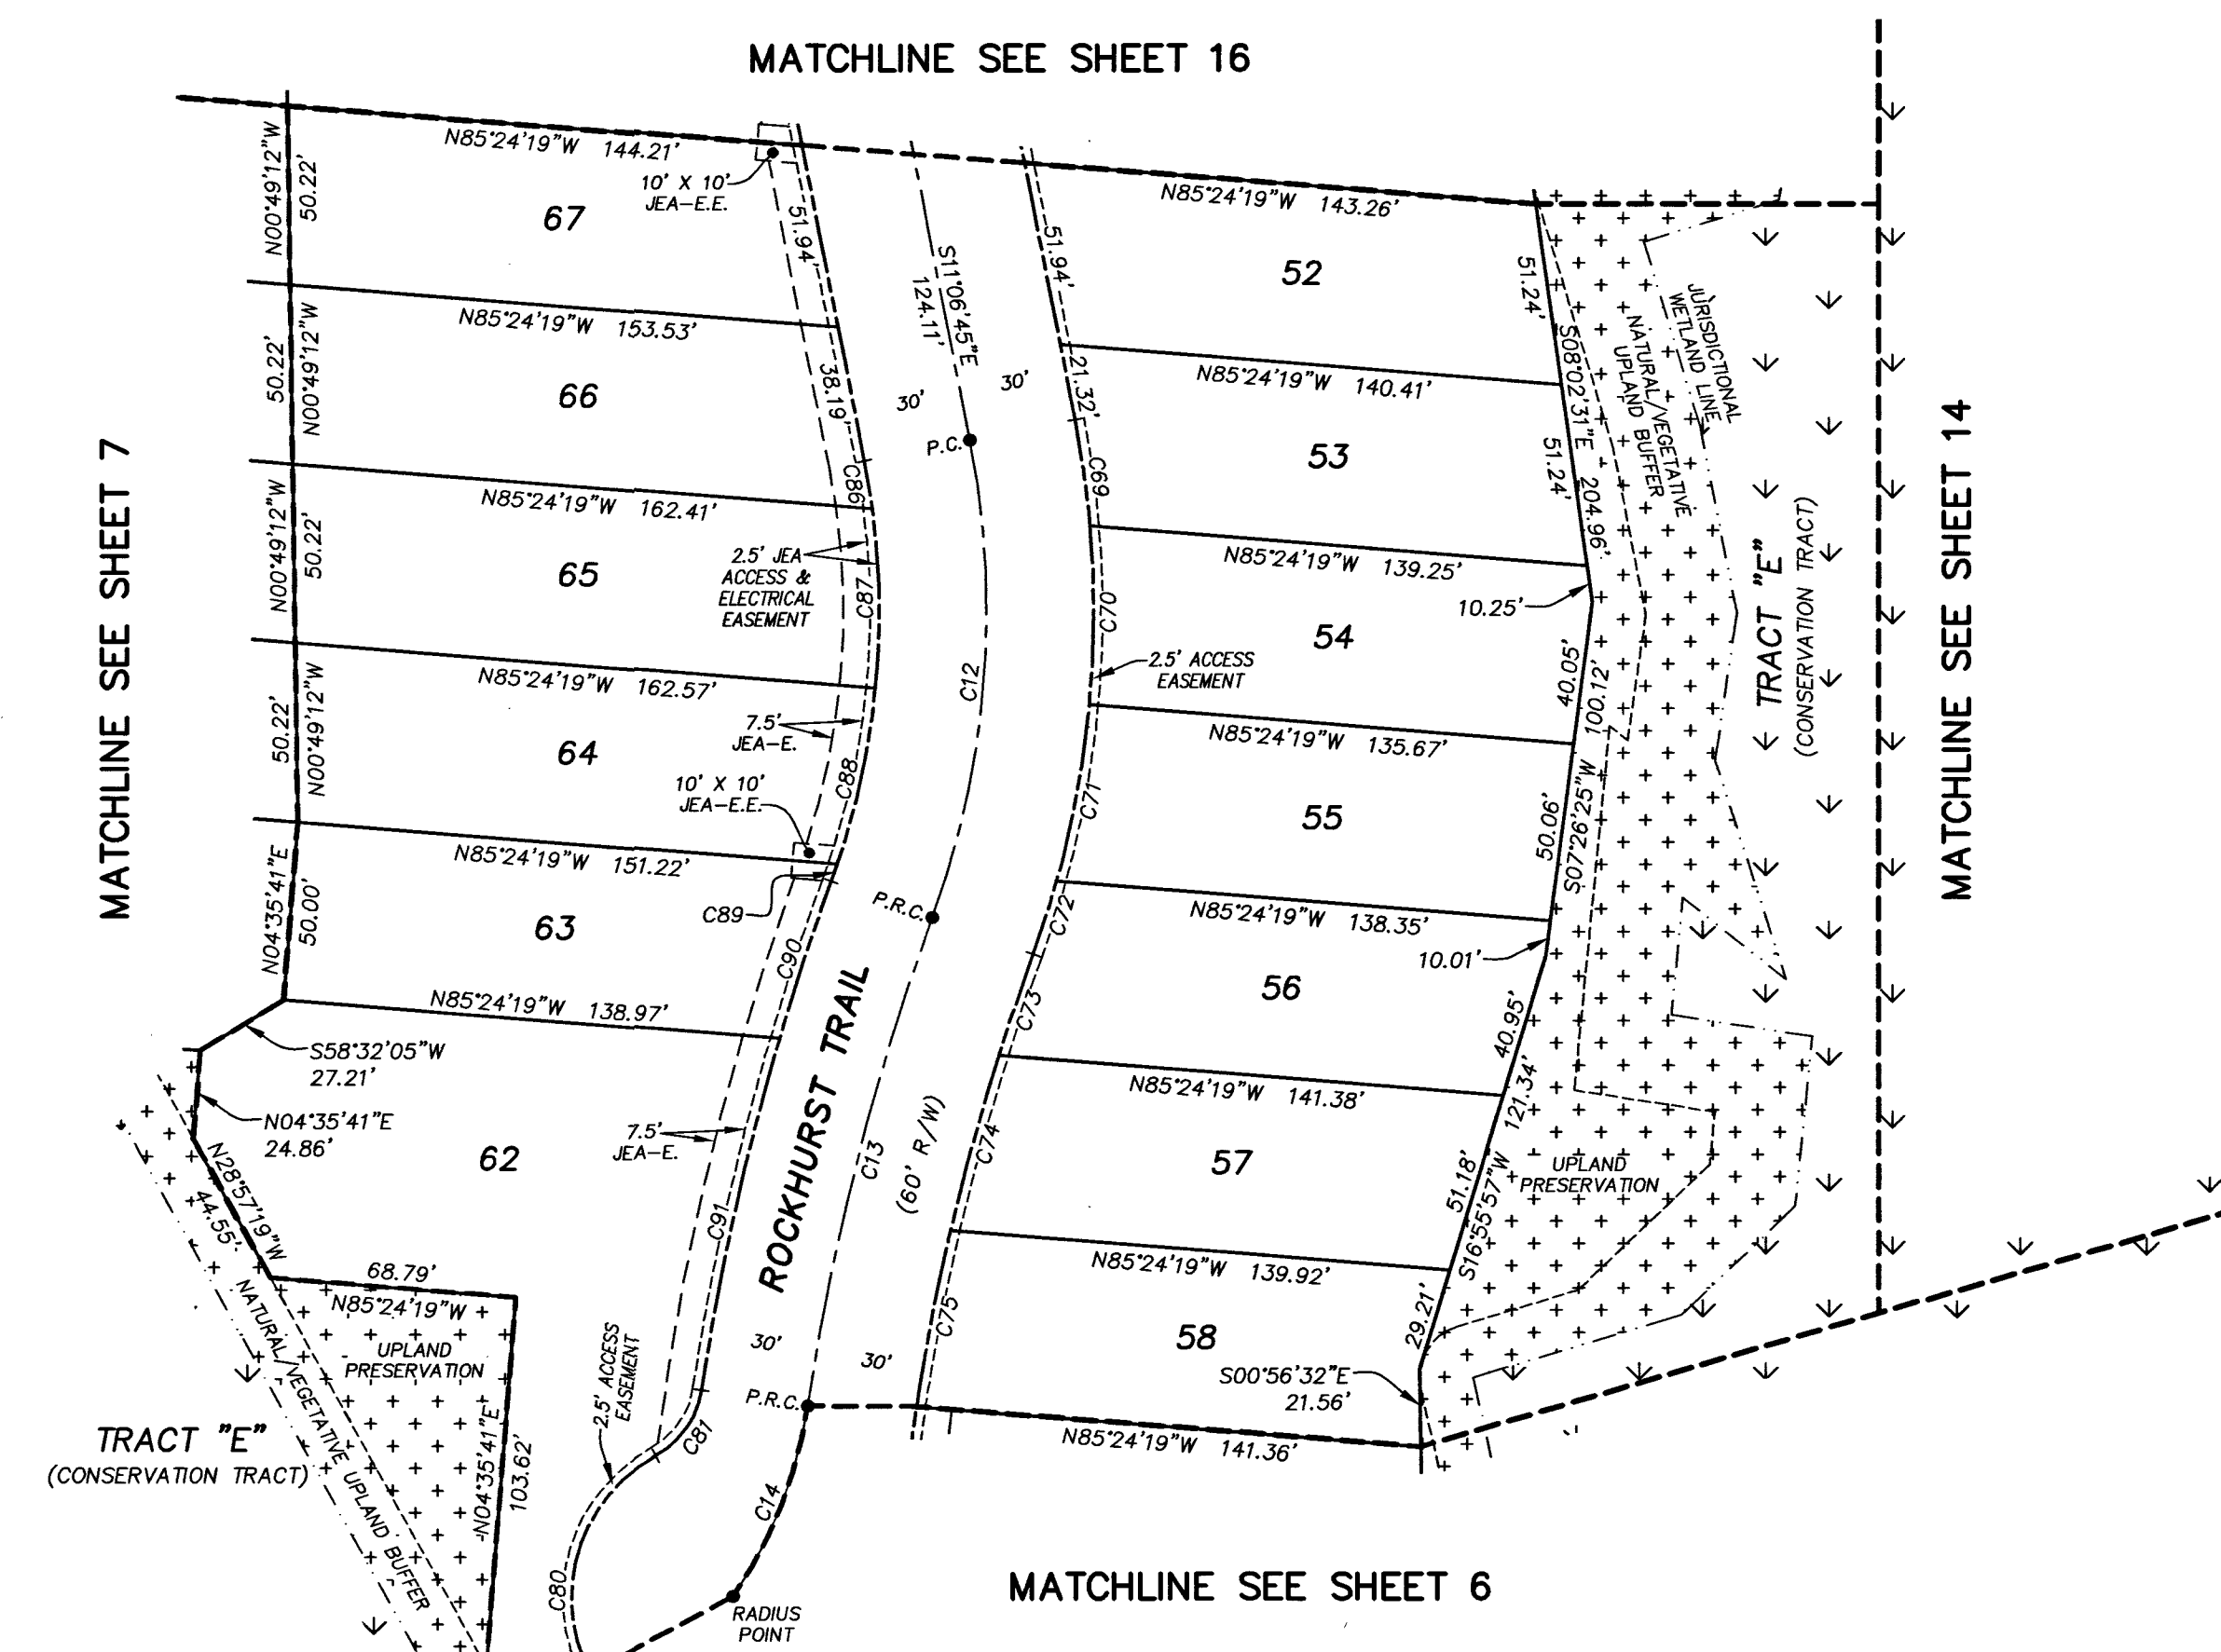 MATCHLINE SEE SHEET 16
MATCHLINE SEE SHEET 7
MATCHLINE SEE SHEET 14
N85°24'19"W 144.21'
10' X 10'
JEA-E.E.
N00°49'12"W
50.22'
67
51.94'
N85°24'19"W 153.53'
50.22'
N00°49'12"W
66
38.19'
N85°24'19"W 162.41'
C86
N00°49'12"W
50.22'
65
2.5' JEA
ACCESS &
ELECTRICAL
EASEMENT
C87
N85°24'19"W 162.57'
50.22'
N00°49'12"W
64
7.5'
JEA-E.
10' X 10'
JEA-E.E.
C88
N85°24'19"W 151.22'
N04°35'41"E
50.00'
63
C89
C90
N85°24'19"W 138.97'
S58°32'05"W
27.21'
N04°35'41"E
24.86'
62
7.5'
JEA-E.
N28°57'19"W
44.55'
68.79'
N85°24'19"W
C91
UPLAND
PRESERVATION
NATURAL/VEGETATIVE UPLAND BUFFER
TRACT "E"
(CONSERVATION TRACT)
N04°35'41"E
103.62'
2.5' ACCESS
EASEMENT
C81
C80
S11°06'45"E
124.11'
30'
30'
P.C.
C12
P.R.C.
ROCKHURST TRAIL
C13
(60' R/W)
30'
30'
P.R.C.
C14
RADIUS
POINT
N85°24'19"W 143.26'
51.94'
52
51.24'
N85°24'19"W 140.41'
21.32'
C69
53
51.24'
S08°02'31"E 204.96'
N85°24'19"W 139.25'
C70
54
10.25'
40.05'
2.5' ACCESS
EASEMENT
N85°24'19"W 135.67'
C71
55
50.06'
S07°26'25"W 100.12'
N85°24'19"W 138.35'
C72
56
10.01'
40.95'
C73
N85°24'19"W 141.38'
C74
57
51.18'
S16°55'57"W 121.34'
N85°24'19"W 139.92'
C75
58
29.21'
S00°56'32"E
21.56'
N85°24'19"W 141.36'
JURISDICTIONAL
WETLAND LINE
NATURAL/VEGETATIVE
UPLAND BUFFER
TRACT "E"
(CONSERVATION TRACT)
UPLAND
PRESERVATION
MATCHLINE SEE SHEET 6